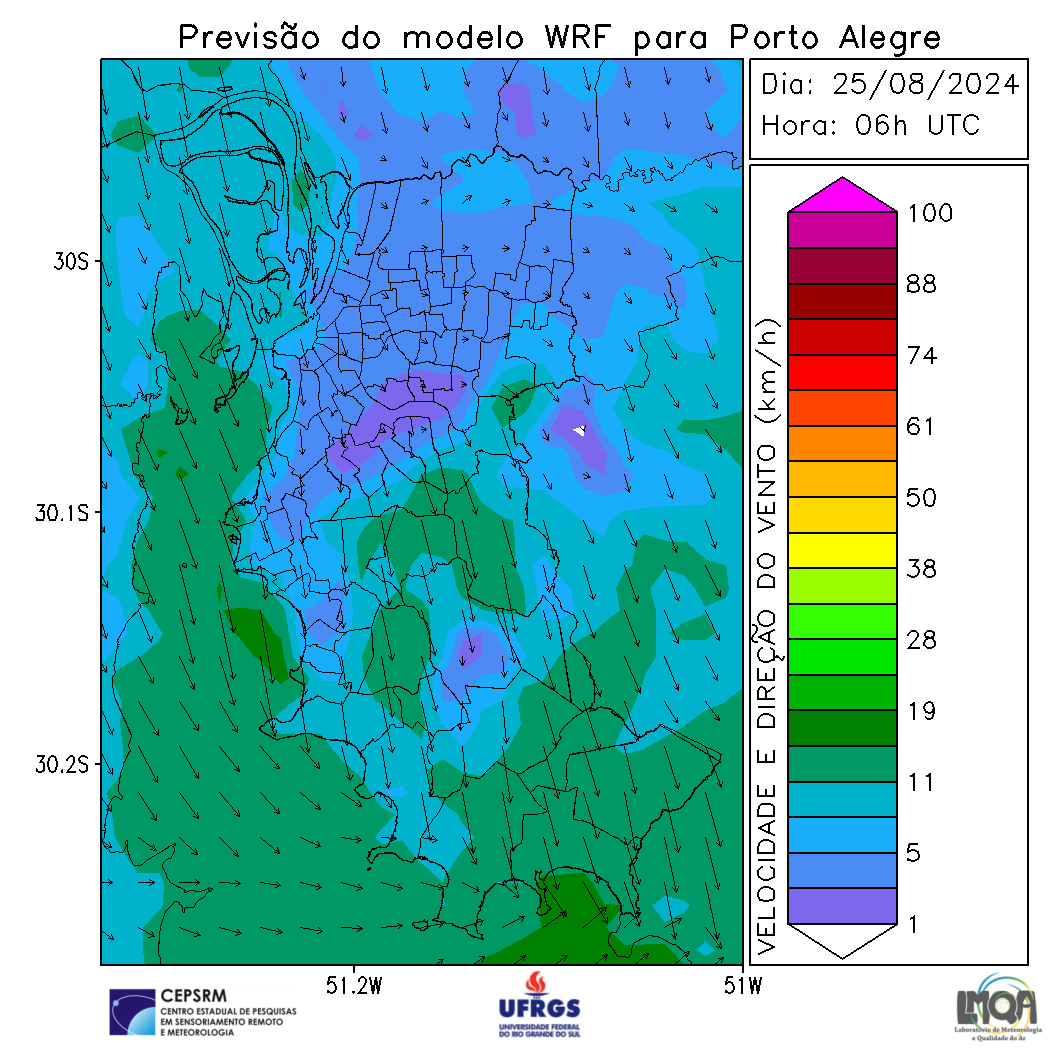 Previsão do modelo WRF para Porto Alegre
Dia: 25/08/2024
Hora: 06h UTC
30S
30.1S
30.2S
51.2W
51W
VELOCIDADE E DIREÇÃO DO VENTO (km/h)
100
88
74
61
50
38
28
19
11
5
1
CEPSRM
CENTRO ESTADUAL DE PESQUISAS
EM SENSORIAMENTO REMOTO
E METEOROLOGIA
UFRGS
UNIVERSIDADE FEDERAL
DO RIO GRANDE DO SUL
LMQA
Laboratório de Meteorologia
e Qualidade do Ar